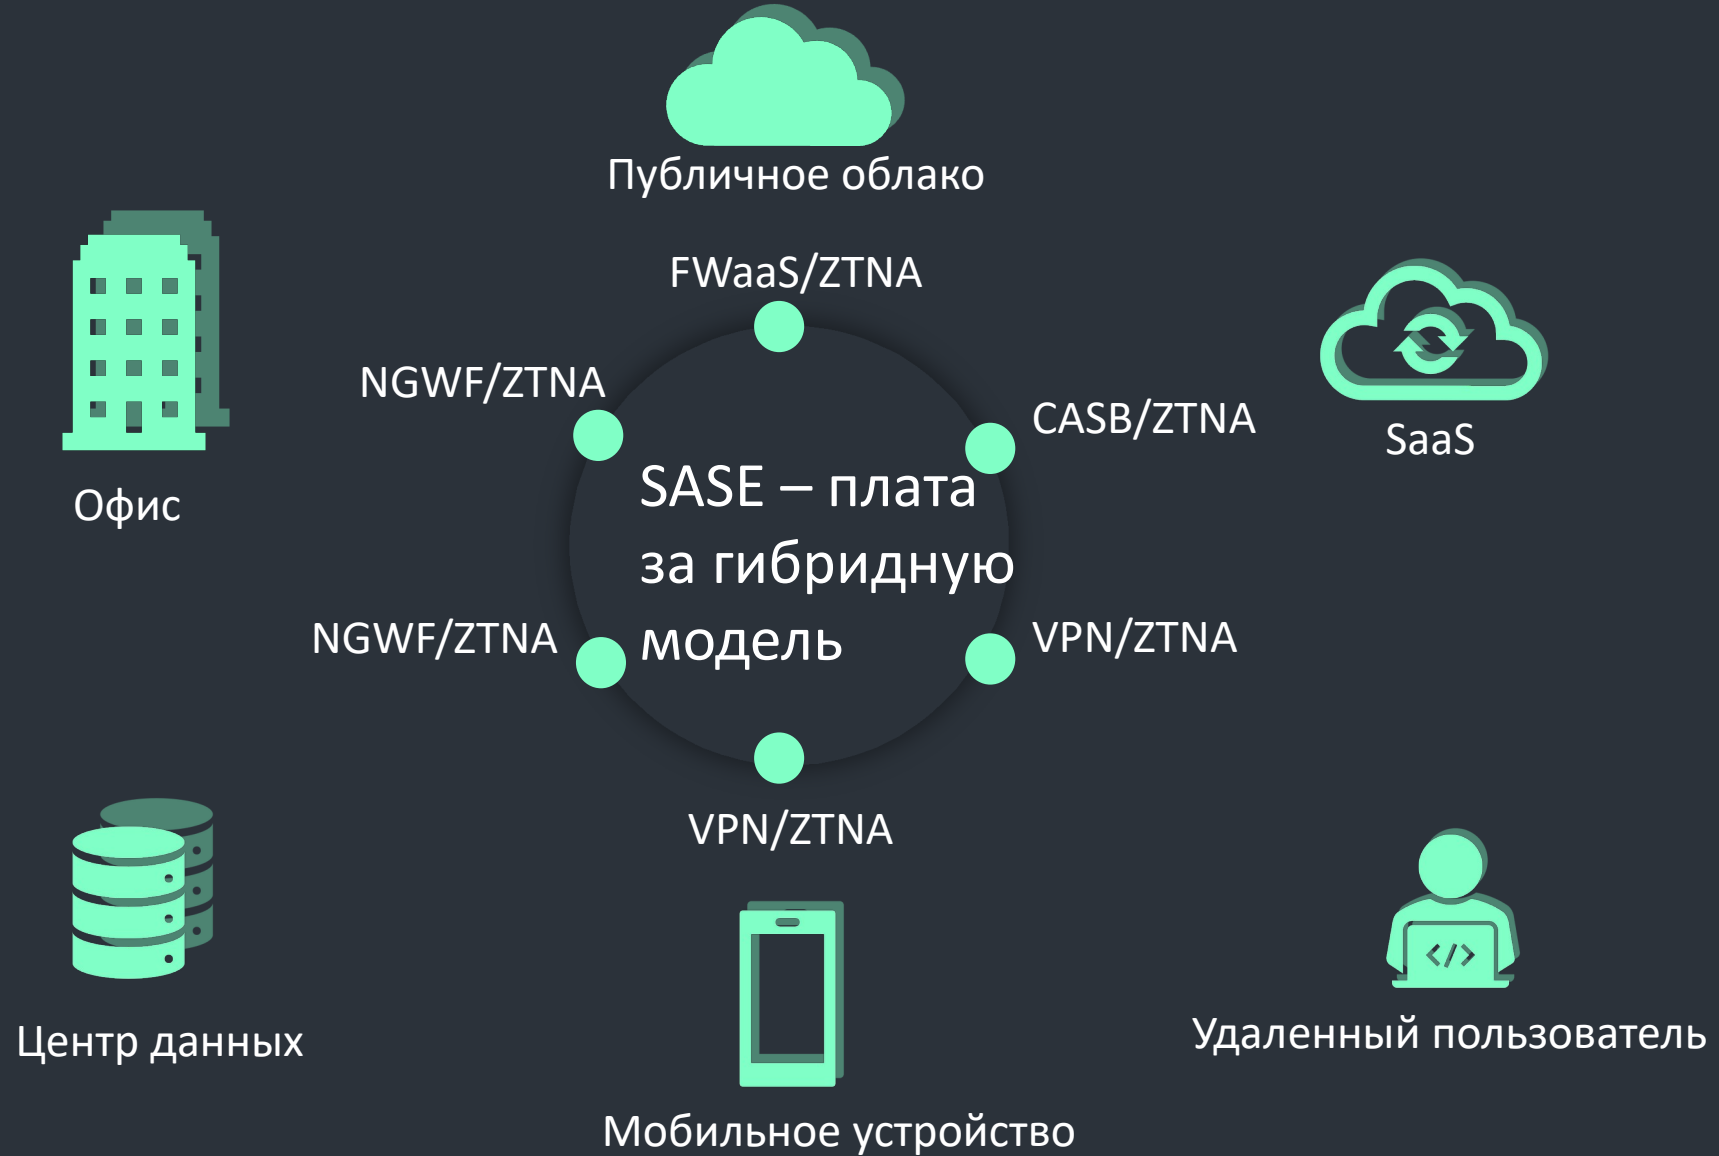 Публичное облако
FWaaS/ZTNA
NGWF/ZTNA
CASB/ZTNA
SaaS
Офис
SASE – плата
за гибридную
модель
NGWF/ZTNA
VPN/ZTNA
VPN/ZTNA
Центр данных
Удаленный пользователь
Мобильное устройство